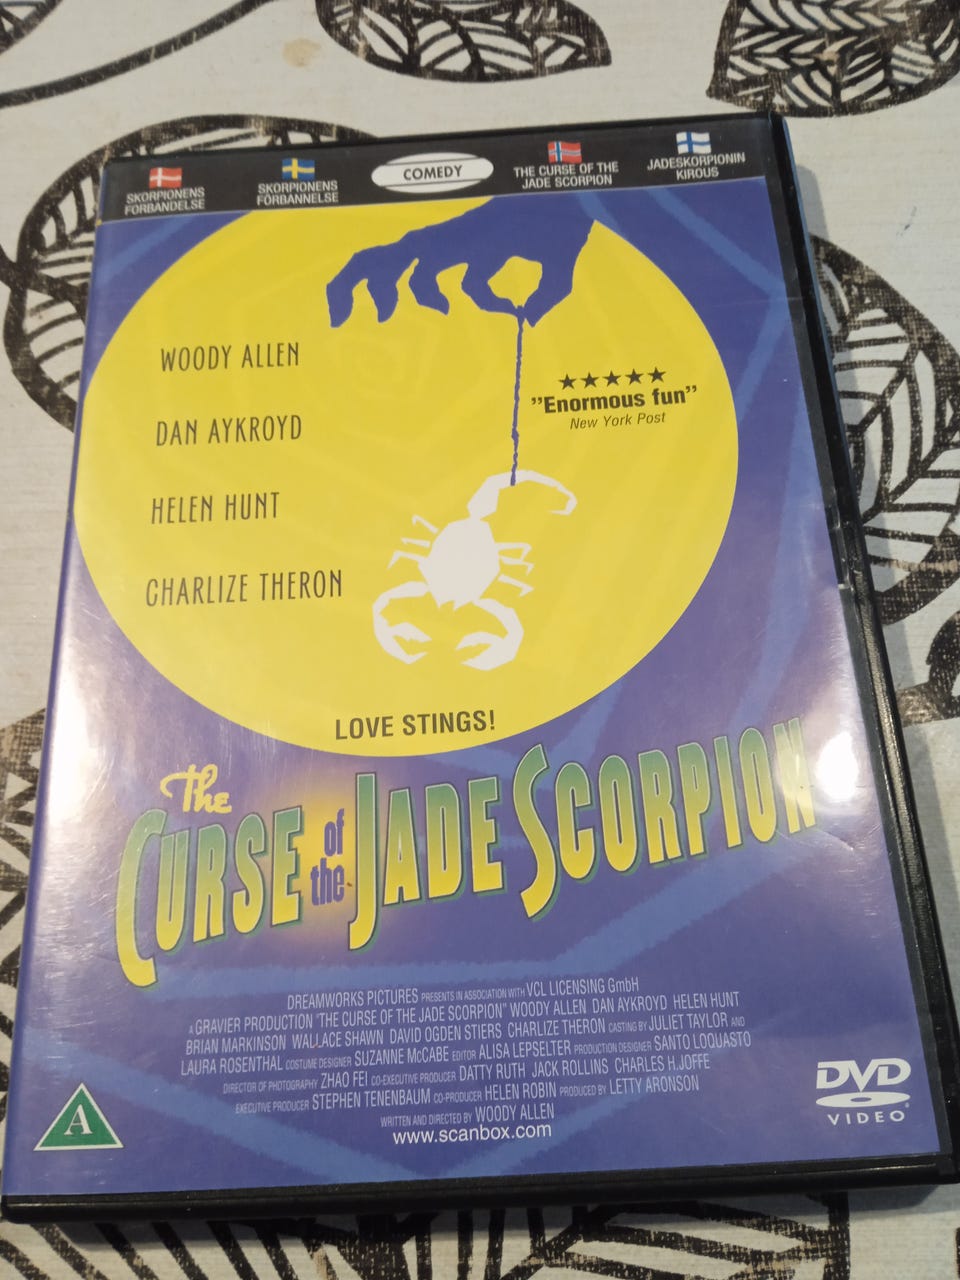 SKORPIONENS
FORBANDELSE
SKORPIONENS
FÖRBANNELSE
COMEDY
THE CURSE OF THE
JADE SCORPION
JADESKORPIONIN
KIROUS
WOODY ALLEN
DAN AYKROYD
HELEN HUNT
CHARLIZE THERON
★★★★★
”Enormous fun”
New York Post
LOVE STINGS!
The
CURSE of the JADE SCORPION
DREAMWORKS PICTURES PRESENTS IN ASSOCIATION WITH VCL LICENSING GmbH
A GRAVIER PRODUCTION "THE CURSE OF THE JADE SCORPION" WOODY ALLEN DAN AYKROYD HELEN HUNT
BRIAN MARKINSON WALLACE SHAWN DAVID OGDEN STIERS CHARLIZE THERON CASTING BY JULIET TAYLOR AND
LAURA ROSENTHAL COSTUME DESIGNER SUZANNE McCABE EDITOR ALISA LEPSELTER PRODUCTION DESIGNER SANTO LOQUASTO
DIRECTOR OF PHOTOGRAPHY ZHAO FEI CO-EXECUTIVE PRODUCER DATTY RUTH JACK ROLLINS CHARLES H.JOFFE
EXECUTIVE PRODUCER STEPHEN TENENBAUM CO-PRODUCER HELEN ROBIN PRODUCED BY LETTY ARONSON
WRITTEN AND DIRECTED BY WOODY ALLEN
www.scanbox.com
A
DVD
VIDEO